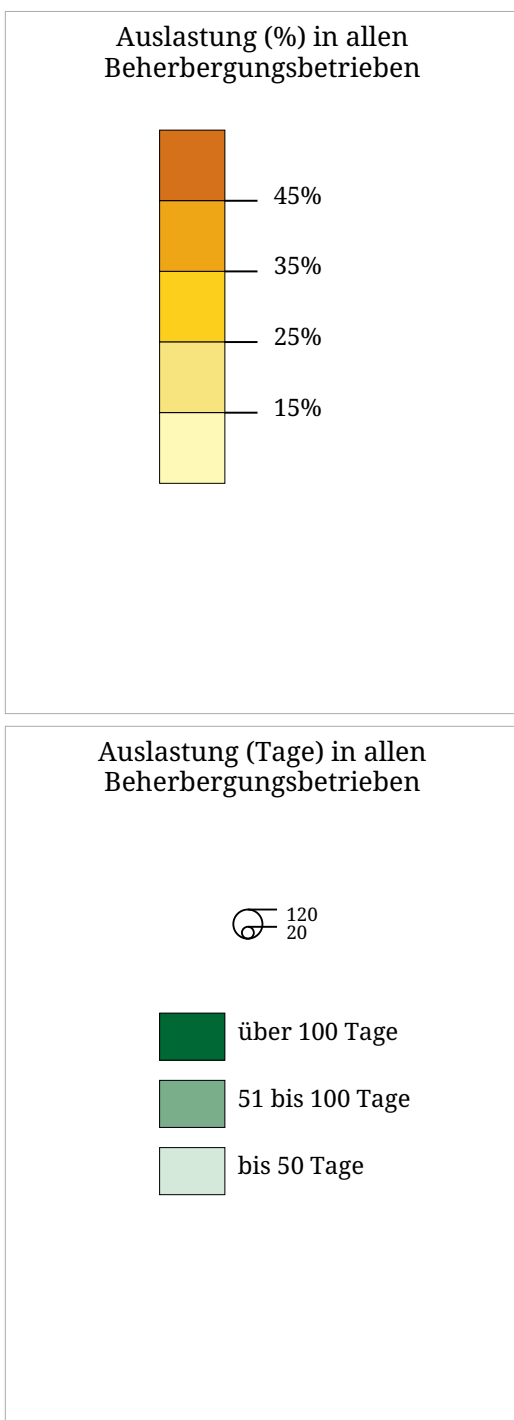 Auslastung (%) in allen
Beherbergungsbetrieben
45%
35%
25%
15%
Auslastung (Tage) in allen
Beherbergungsbetrieben
120
20
über 100 Tage
51 bis 100 Tage
bis 50 Tage